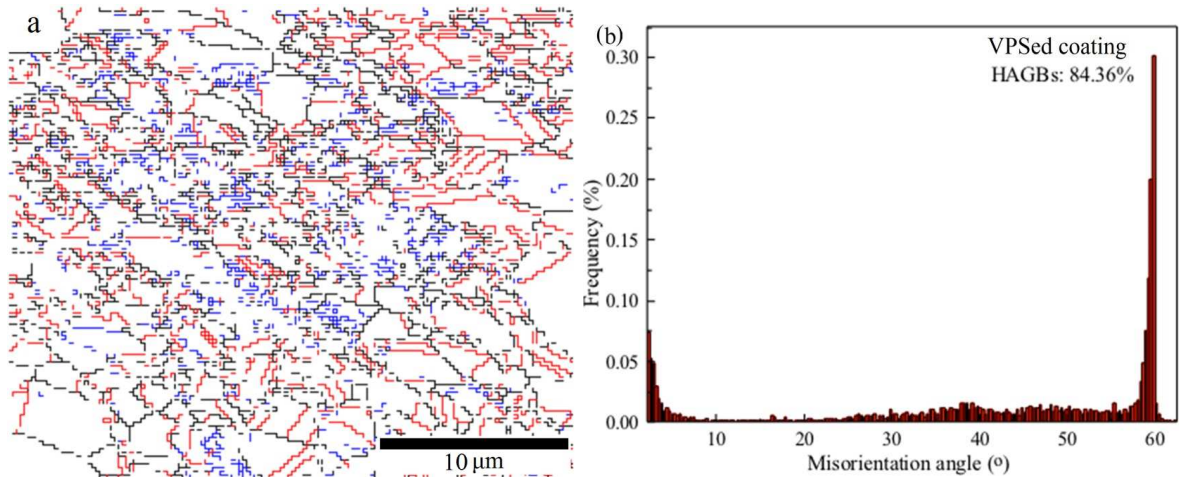 a
10 μm
(b)
VPSed coating
HAGBs: 84.36%
Frequency (%)
0.30
0.25
0.20
0.15
0.10
0.05
0.00
10 20 30 40 50 60
Misorientation angle (º)